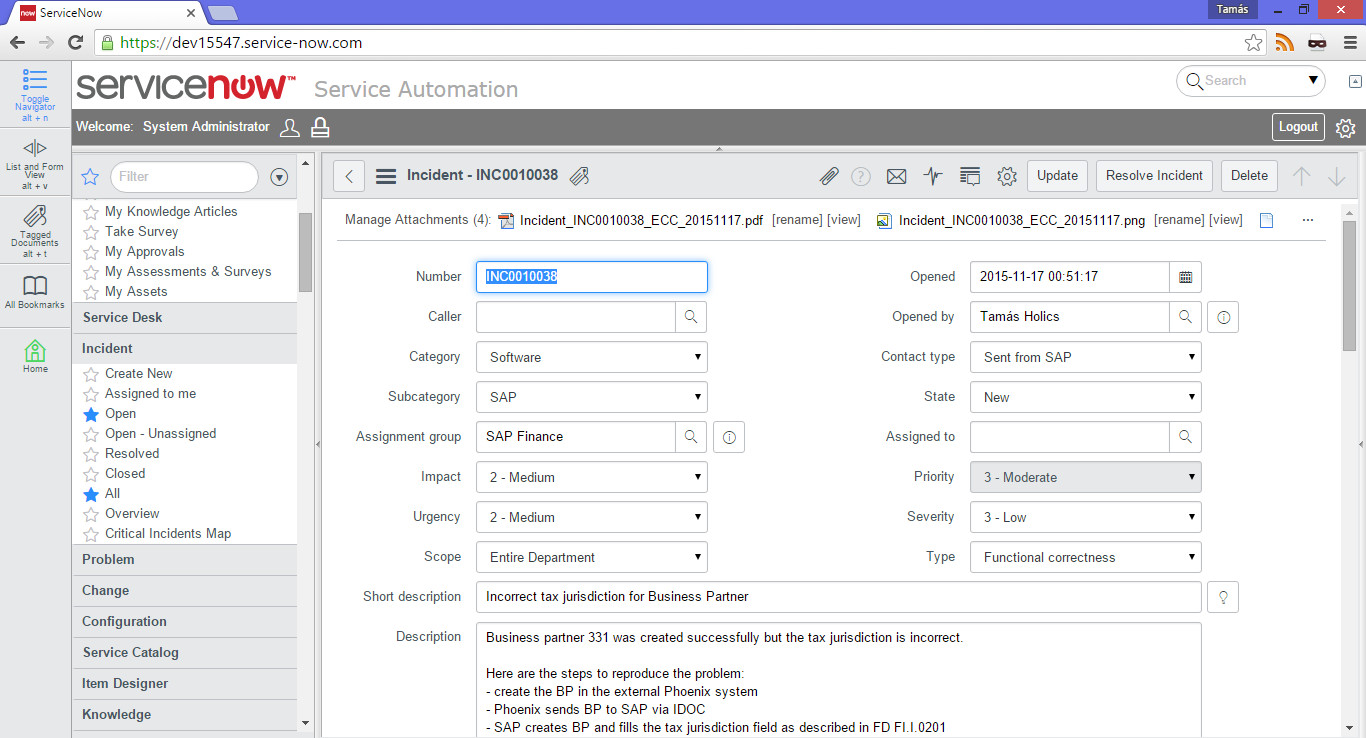 now ServiceNow
Tamás
https://dev15547.service-now.com
Toggle
Navigator
alt + n
List and Form
View
alt + v
Tagged
Documents
alt + t
All Bookmarks
Home
servicenow™ Service Automation
Search
Welcome: System Administrator
Logout
Filter
My Knowledge Articles
Take Survey
My Approvals
My Assessments & Surveys
My Assets
Service Desk
Incident
Create New
Assigned to me
Open
Open - Unassigned
Resolved
Closed
All
Overview
Critical Incidents Map
Problem
Change
Configuration
Service Catalog
Item Designer
Knowledge
Incident - INC0010038
Update Resolve Incident Delete
Manage Attachments (4): Incident_INC0010038_ECC_20151117.pdf [rename] [view] Incident_INC0010038_ECC_20151117.png [rename] [view] ...
Number INC0010038 Opened 2015-11-17 00:51:17
Caller Opened by Tamás Holics
Category Software Contact type Sent from SAP
Subcategory SAP State New
Assignment group SAP Finance Assigned to
Impact 2 - Medium Priority 3 - Moderate
Urgency 2 - Medium Severity 3 - Low
Scope Entire Department Type Functional correctness
Short description Incorrect tax jurisdiction for Business Partner
Description Business partner 331 was created successfully but the tax jurisdiction is incorrect.
Here are the steps to reproduce the problem:
- create the BP in the external Phoenix system
- Phoenix sends BP to SAP via IDOC
- SAP creates BP and fills the tax jurisdiction field as described in FD FI.I.0201